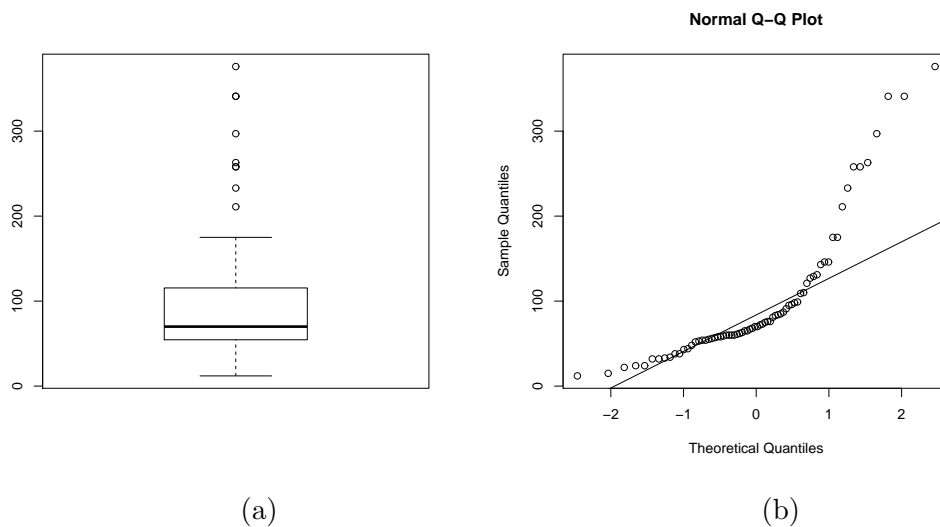 0
100
200
300
(a)
Normal Q−Q Plot
Sample Quantiles
0
100
200
300
−2 −1 0 1 2
Theoretical Quantiles
(b)